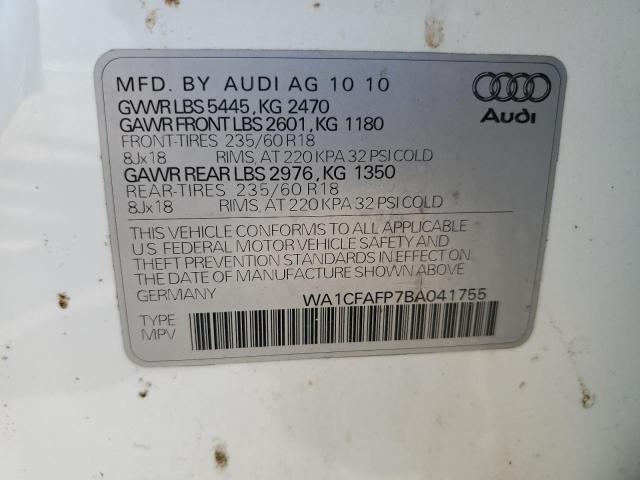 MFD. BY AUDI AG 10 10
GVWR LBS 5445, KG 2470
GAWR FRONT LBS 2601, KG 1180
FRONT-TIRES 235/60 R18
8Jx18 RIMS, AT 220 KPA 32 PSI COLD
GAWR REAR LBS 2976, KG 1350
REAR-TIRES 235/60 R18
8Jx18 RIMS, AT 220 KPA 32 PSI COLD
Audi
THIS VEHICLE CONFORMS TO ALL APPLICABLE
U.S. FEDERAL MOTOR VEHICLE SAFETY AND
THEFT PREVENTION STANDARDS IN EFFECT ON
THE DATE OF MANUFACTURE SHOWN ABOVE.
GERMANY WA1CFAFP7BA041755
TYPE
MPV